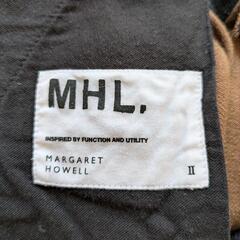 MHL.
INSPIRED BY FUNCTION AND UTILITY
MARGARET
HOWELL II